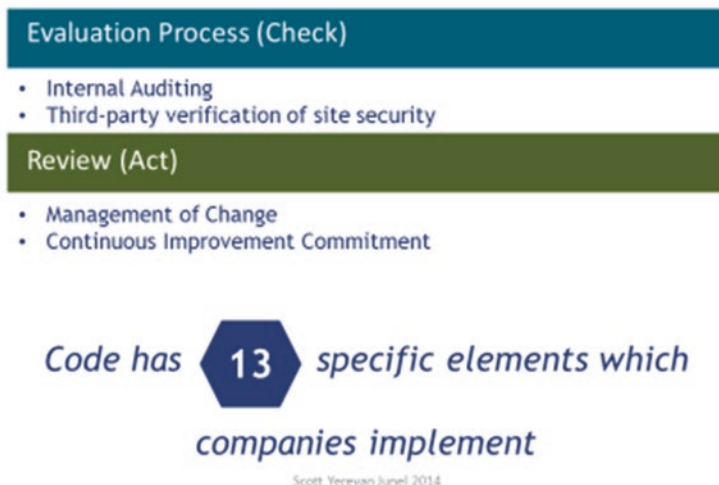 Evaluation Process (Check)
• Internal Auditing
• Third-party verification of site security
Review (Act)
• Management of Change
• Continuous Improvement Commitment
Code has 13 specific elements which
companies implement
Scott Yerevan Junel 2014